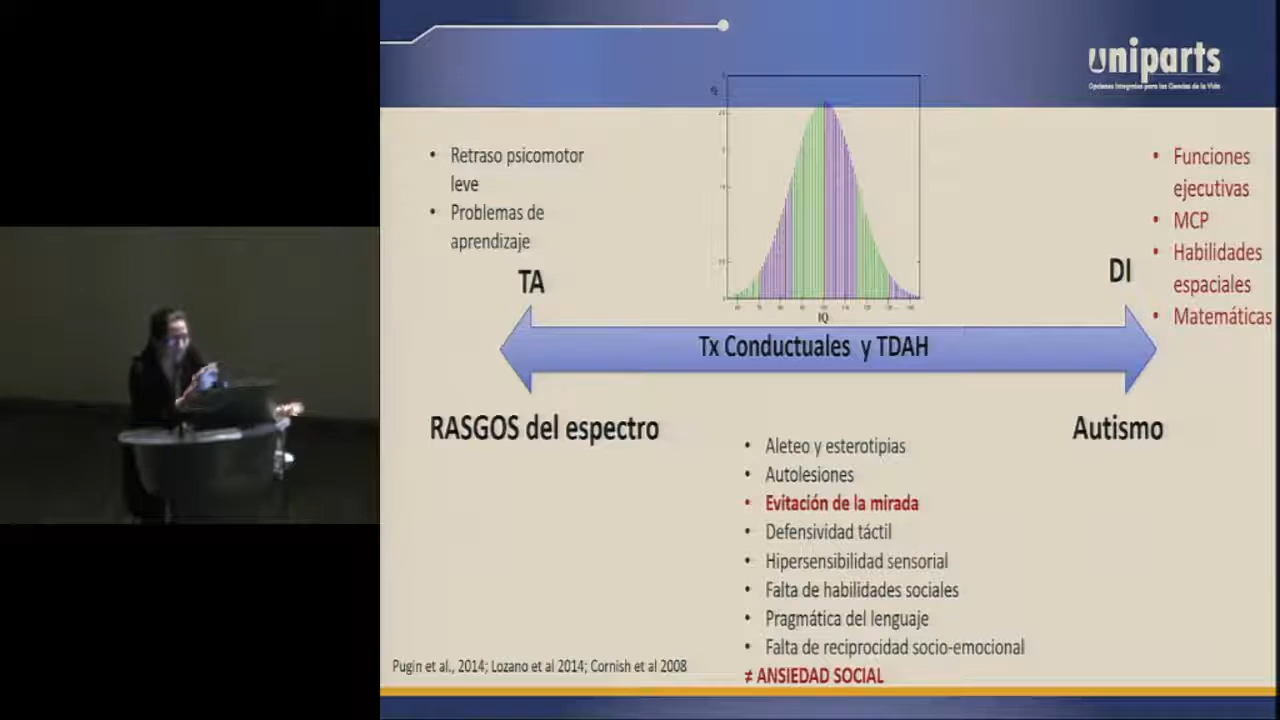 uniparts
Opciones Integrales para las Ciencias de la Vida
• Retraso psicomotor
leve
• Problemas de
aprendizaje
TA
IQ
DI
• Funciones
ejecutivas
• MCP
• Habilidades
espaciales
• Matemáticas
Tx Conductuales y TDAH
RASGOS del espectro
Autismo
• Aleteo y esterotipias
• Autolesiones
• Evitación de la mirada
• Defensividad táctil
• Hipersensibilidad sensorial
• Falta de habilidades sociales
• Pragmática del lenguaje
• Falta de reciprocidad socio-emocional
≠ ANSIEDAD SOCIAL
Pugin et al., 2014; Lozano et al 2014; Cornish et al 2008